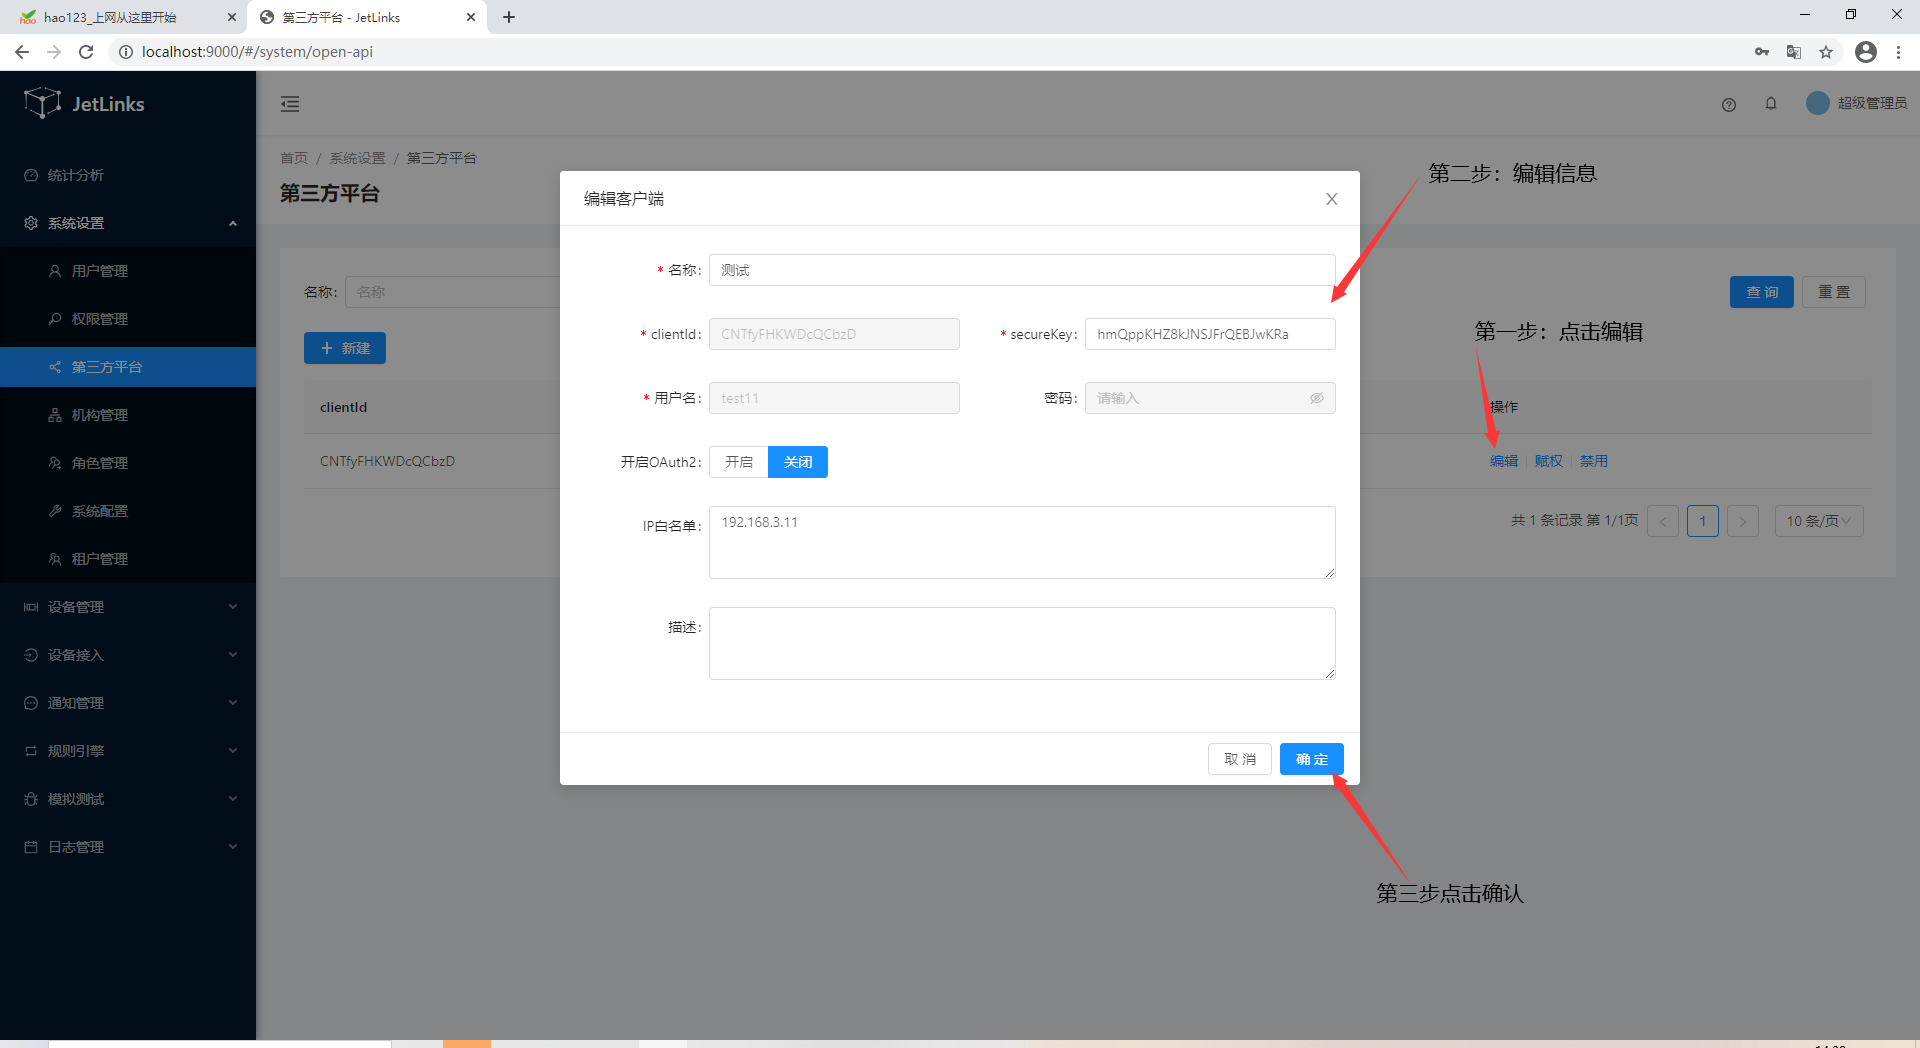 hao123_上网从这里开始
第三方平台 - JetLinks
localhost:9000/#/system/open-api
JetLinks
超级管理员
统计分析
系统设置
用户管理
权限管理
第三方平台
机构管理
角色管理
系统配置
租户管理
设备管理
设备接入
通知管理
规则引擎
模拟测试
日志管理
首页 / 系统设置 / 第三方平台
第三方平台
名称: 名称
查 询 重 置
新建
clientId 操作
CNTfyFHKWDcQCbzD 编辑 赋权 禁用
共 1 条记录 第 1/1页 1 10 条/页
编辑客户端
* 名称: 测试
* clientId: CNTfyFHKWDcQCbzD * secureKey: hmQppKHZ8kJNSJFrQEBJwKRa
* 用户名: test11 密码: 请输入
开启OAuth2: 开启 关闭
IP白名单: 192.168.3.11
描述:
取 消 确 定
第二步：编辑信息
第一步：点击编辑
第三步点击确认